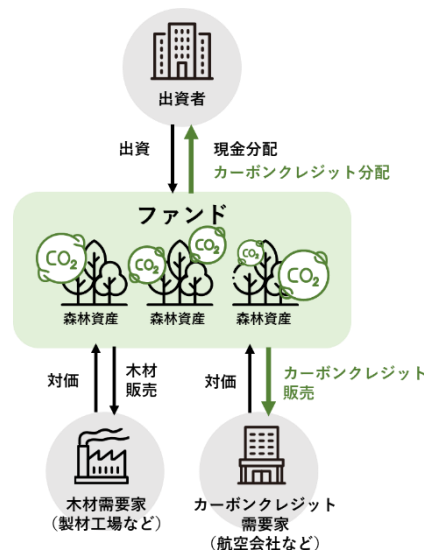 出資者
出資
現金分配
カーボンクレジット分配
ファンド
CO₂
CO₂
CO₂
CO₂
CO₂
森林資産
森林資産
森林資産
対価
木材
販売
対価
カーボンクレジット
販売
木材需要家
（製材工場など）
カーボンクレジット
需要家
（航空会社など）